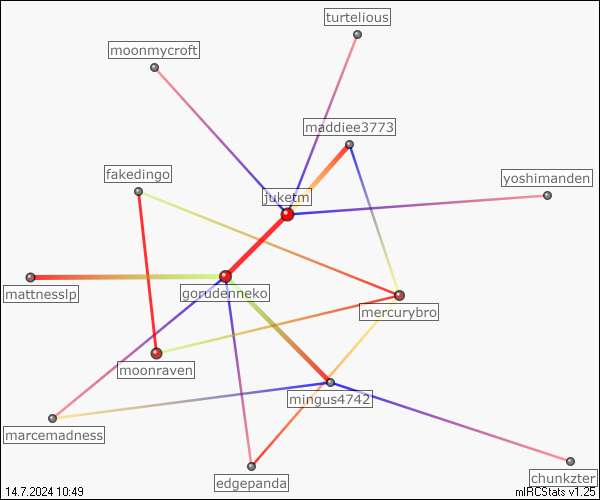 turtelious
moonmycroft
maddiee3773
fakedingo
yoshimanden
juketm
mattnesslp
gorudenneko
mercurybro
moonraven
mingus4742
marcemadness
edgepanda
chunkzter
14.7.2024 10:49
mIRCStats v1.25